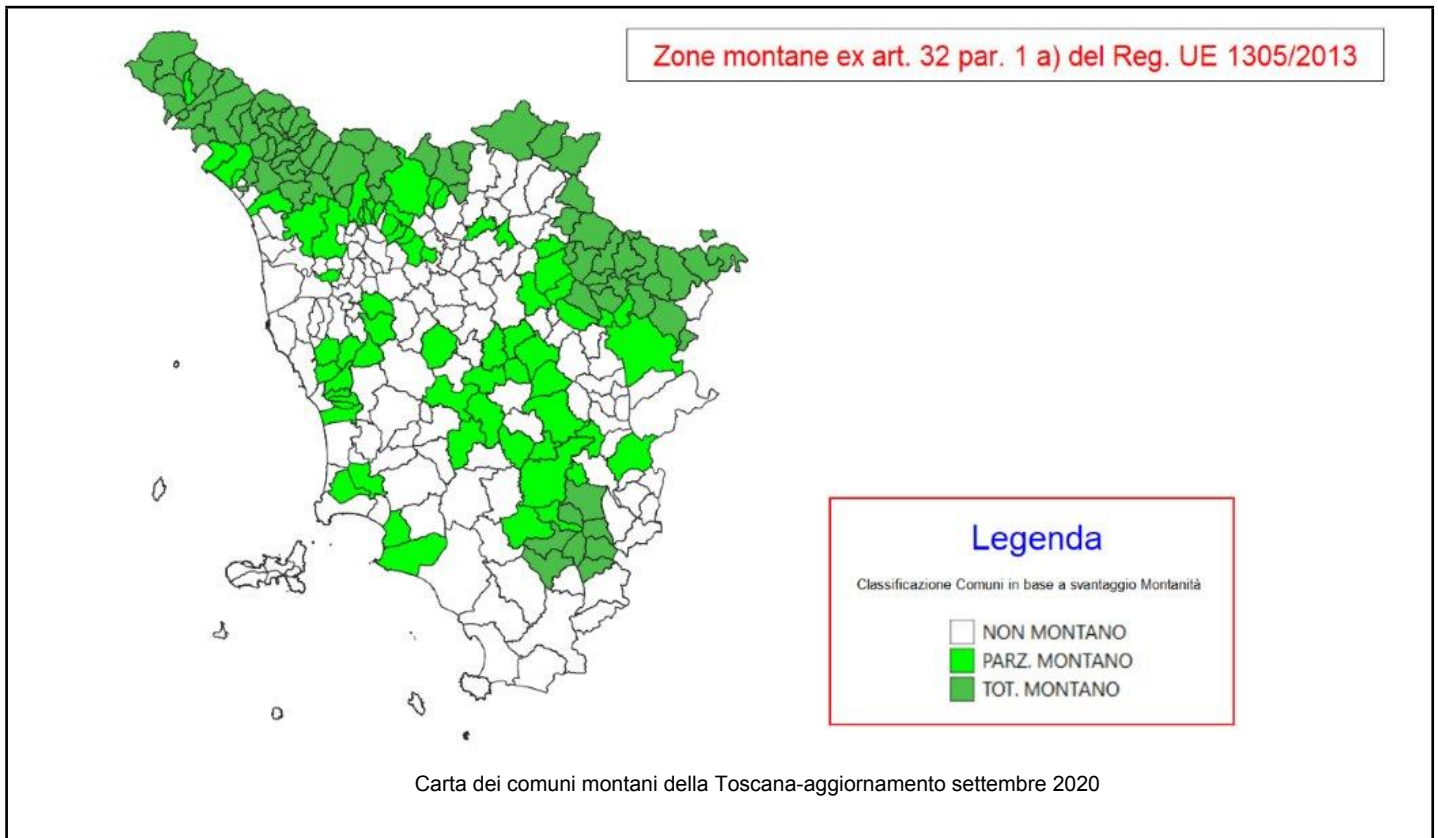 Zone montane ex art. 32 par. 1 a) del Reg. UE 1305/2013
Legenda
Classificazione Comuni in base a svantaggio Montanità
NON MONTANO
PARZ. MONTANO
TOT. MONTANO
Carta dei comuni montani della Toscana-aggiornamento settembre 2020